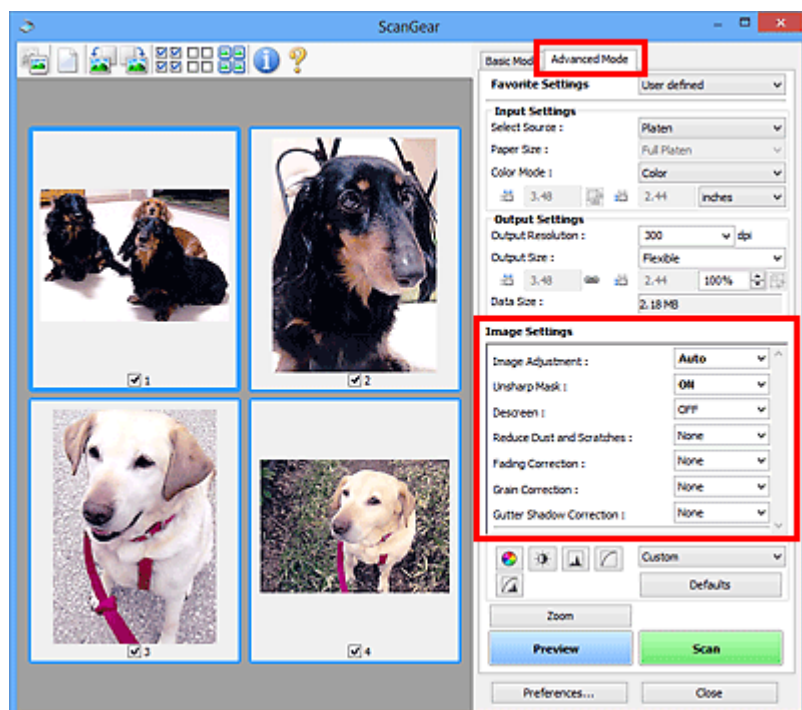 ScanGear
Basic Mode Advanced Mode
Favorite Settings User defined
Input Settings
Select Source : Platen
Paper Size : Full Platen
Color Mode : Color
3.48 2.44 inches
Output Settings
Output Resolution : 300 dpi
Output Size : Flexible
3.48 2.44 100%
Data Size : 2.18 MB
Image Settings
Image Adjustment : Auto
Unsharp Mask : ON
Descreen : OFF
Reduce Dust and Scratches : None
Fading Correction : None
Grain Correction : None
Gutter Shadow Correction : None
1
2
3
4
Custom
Defaults
Zoom
Preview Scan
Preferences... Close